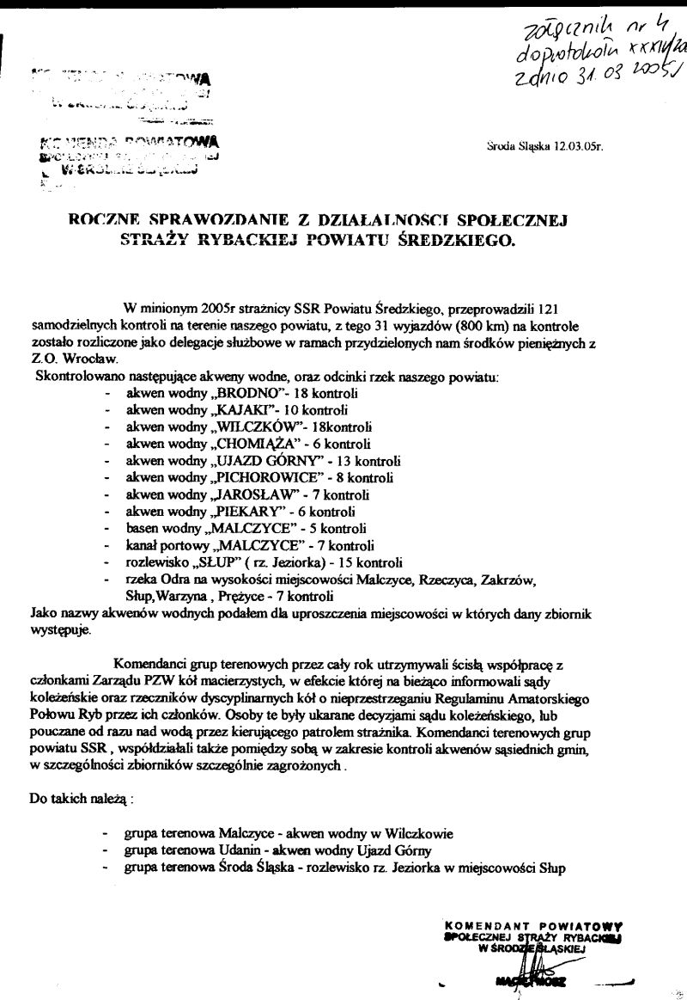 załącznik nr 4
do protokołu
z dnia 31.03 2005r
POWIATOWA
W ŚRODZIE ŚLĄSKIEJ
KOMENDA POWIATOWA
W ŚRODZIE ŚLĄSKIEJ
Środa Sląska 12.03.05r.
ROCZNE SPRAWOZDANIE Z DZIAŁALNOŚCI SPOŁECZNEJ
STRAŻY RYBACKIEJ POWIATU ŚREDZKIEGO.
W minionym 2005r strażnicy SSR Powiatu Średzkiego, przeprowadzili 121
samodzielnych kontroli na terenie naszego powiatu, z tego 31 wyjazdów (800 km) na kontrole
zostało rozliczone jako delegacje służbowe w ramach przydzielonych nam środków pieniężnych z
Z.O. Wrocław.
Skontrolowano następujące akweny wodne, oraz odcinki rzek naszego powiatu:
- akwen wodny „BRODNO”- 18 kontroli
- akwen wodny „KAJAKI”- 10 kontroli
- akwen wodny „WILCZKÓW”- 18kontroli
- akwen wodny „CHOMIĄŻA” - 6 kontroli
- akwen wodny „UJAZD GÓRNY” - 13 kontroli
- akwen wodny „PICHOROWICE” - 8 kontroli
- akwen wodny „JAROSŁAW” - 7 kontroli
- akwen wodny „PIEKARY” - 6 kontroli
- basen wodny „MALCZYCE” - 5 kontroli
- kanał portowy „MALCZYCE” - 7 kontroli
- rozlewisko „SŁUP” ( rz. Jeziorka) - 15 kontroli
- rzeka Odra na wysokości miejscowości Malczyce, Rzeczyca, Zakrzów,
Słup,Warzyna , Prężyce - 7 kontroli
Jako nazwy akwenów wodnych podałem dla uproszczenia miejscowości w których dany zbiornik
występuje.
Komendanci grup terenowych przez cały rok utrzymywali ścisłą współpracę z
członkami Zarządu PZW kół macierzystych, w efekcie której na bieżąco informowali sądy
koleżeńskie oraz rzeczników dyscyplinarnych kół o nieprzestrzeganiu Regulaminu Amatorskiego
Połowu Ryb przez ich członków. Osoby te były ukarane decyzjami sądu koleżeńskiego, lub
pouczane od razu nad wodą przez kierującego patrolem strażnika. Komendanci terenowych grup
powiatu SSR , współdziałali także pomiędzy sobą w zakresie kontroli akwenów sąsiednich gmin,
w szczególności zbiorników szczególnie zagrożonych .
Do takich należą :
- grupa terenowa Malczyce - akwen wodny w Wilczkowie
- grupa terenowa Udanin - akwen wodny Ujazd Górny
- grupa terenowa Środa Śląska - rozlewisko rz. Jeziorka w miejscowości Słup
KOMENDANT POWIATOWY
SPOŁECZNEJ STRAŻY RYBACKIEJ
W ŚRODZIE ŚLĄSKIEJ